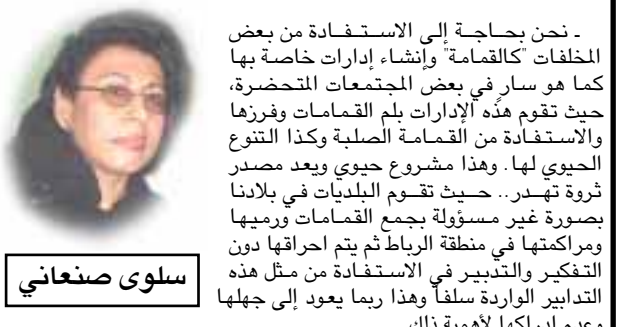 ـ نحن بحاجة إلى الاستفادة من بعض
المخلفات "كالقمامة" وإنشاء إدارات خاصة بها
كما هو سارٍ في بعض المجتمعات المتحضرة،
حيث تقوم هذه الإدارات بلم القمامات وفرزها
والاستفادة من القمامة الصلبة وكذا التنوع
الحيوي لها. وهذا مشروع حيوي ويعد مصدر
ثروة تهدر.. حيث تقوم البلديات في بلادنا
بصورة غير مسؤولة بجمع القمامات ورميها
ومراكمتها في منطقة الرباط ثم يتم احراقها دون
التفكير والتدبير في الاستفادة من مثل هذه
التدابير الواردة سلفاً وهذا ربما يعود إلى جهلها
وعدم إدراكها لأهمية ذلك
سلوى صنعاني